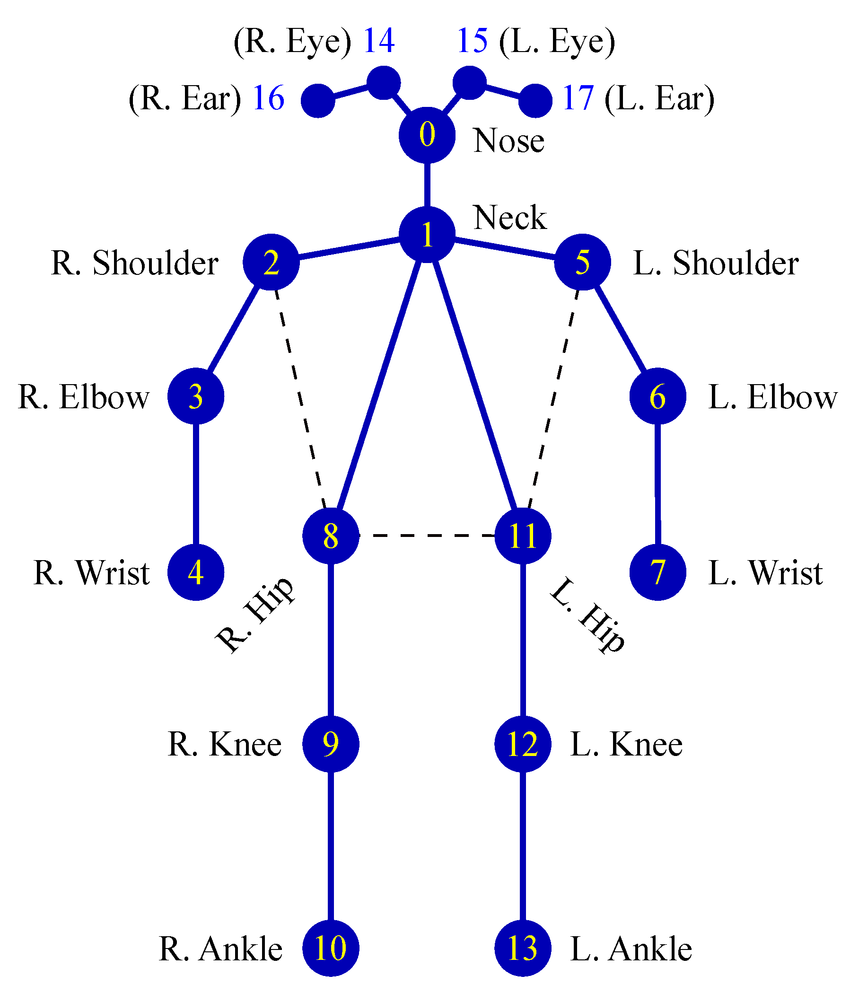 (R. Eye) 14 15 (L. Eye)
(R. Ear) 16 17 (L. Ear)
0 Nose
1 Neck
R. Shoulder 2 5 L. Shoulder
R. Elbow 3 6 L. Elbow
8 11
R. Wrist 4 7 L. Wrist
R. Hip L. Hip
R. Knee 9 12 L. Knee
R. Ankle 10 13 L. Ankle